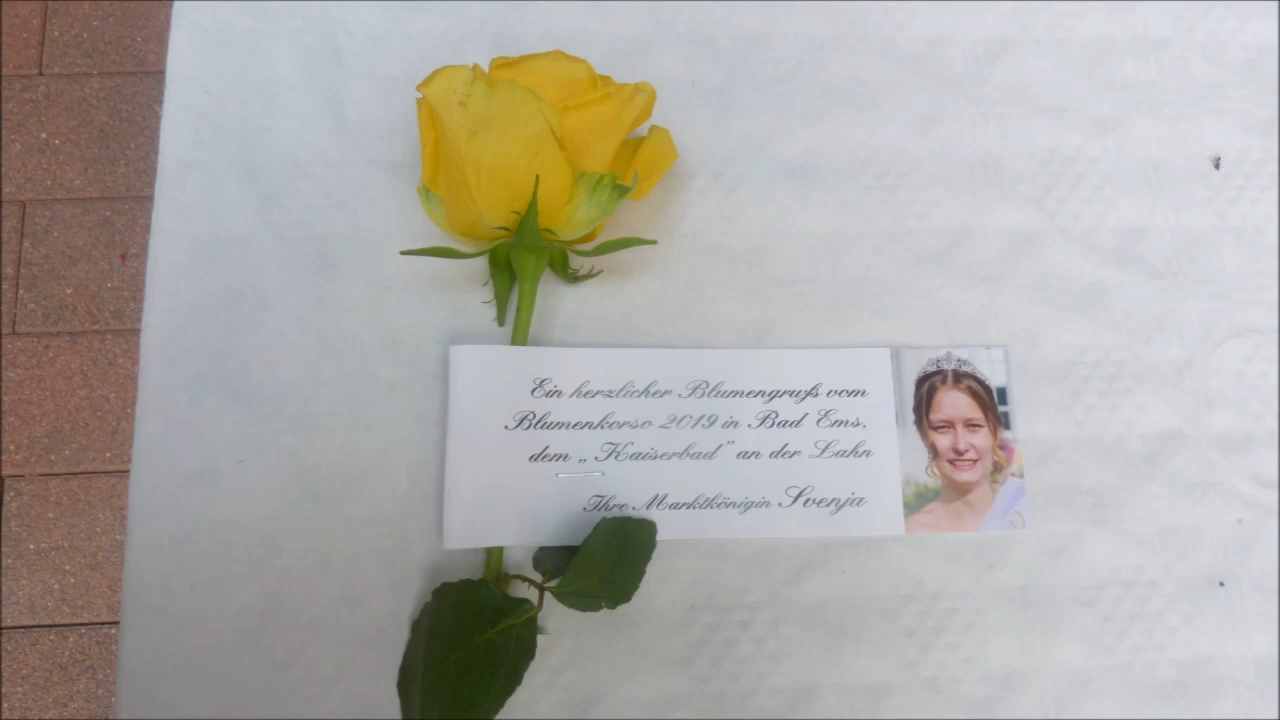 Ein herzlicher Blumengruß vom
Blumenkorso 2019 in Bad Ems,
dem „Kaiserbad” an der Lahn
Ihre Marktkönigin Svenja